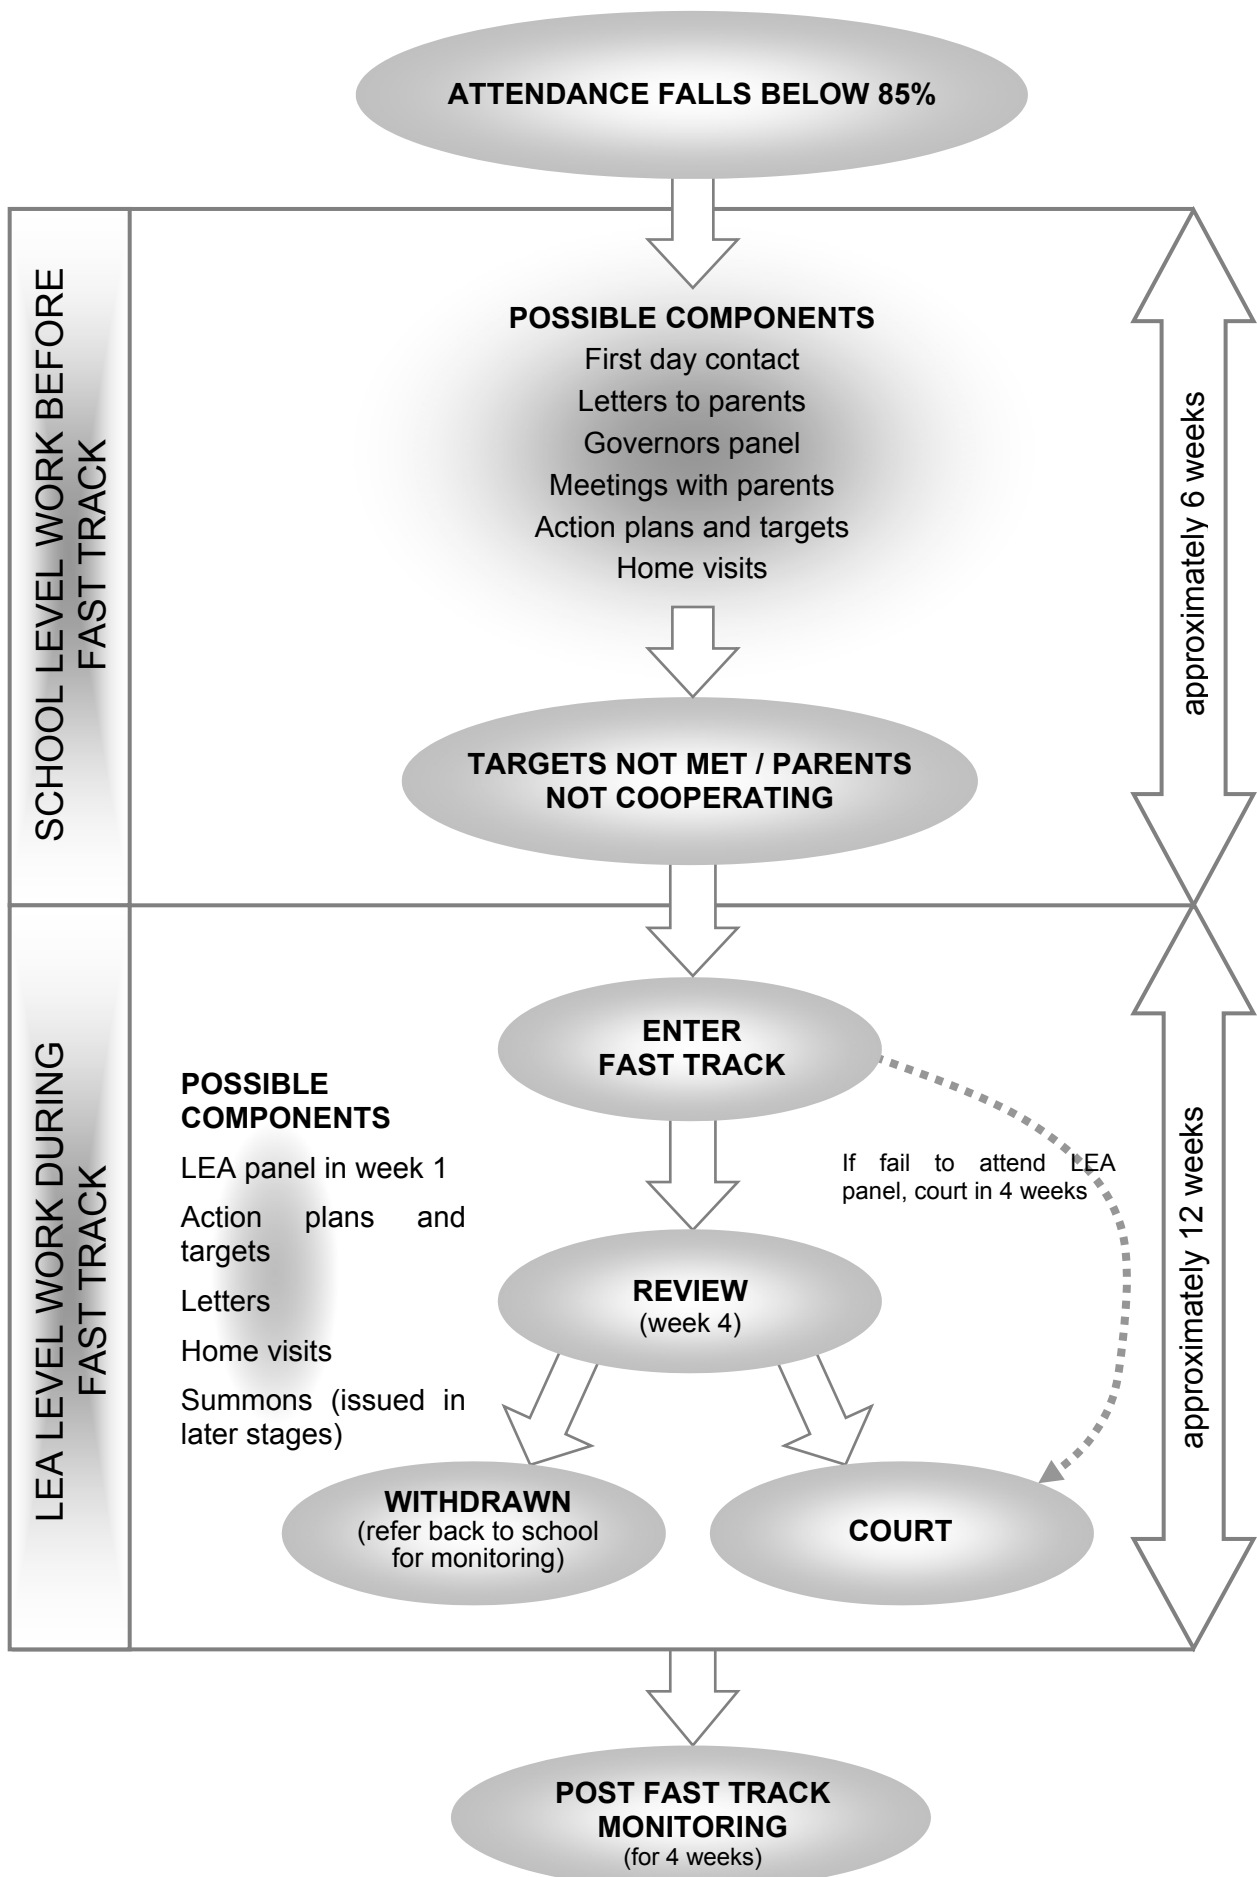 ATTENDANCE FALLS BELOW 85%
SCHOOL LEVEL WORK BEFORE
FAST TRACK
POSSIBLE COMPONENTS
First day contact
Letters to parents
Governors panel
Meetings with parents
Action plans and targets
Home visits
approximately 6 weeks
TARGETS NOT MET / PARENTS
NOT COOPERATING
LEA LEVEL WORK DURING
FAST TRACK
ENTER
FAST TRACK
POSSIBLE
COMPONENTS
LEA panel in week 1
Action plans and
targets
Letters
Home visits
Summons (issued in
later stages)
If fail to attend LEA
panel, court in 4 weeks
approximately 12 weeks
REVIEW
(week 4)
WITHDRAWN
(refer back to school
for monitoring)
COURT
POST FAST TRACK
MONITORING
(for 4 weeks)